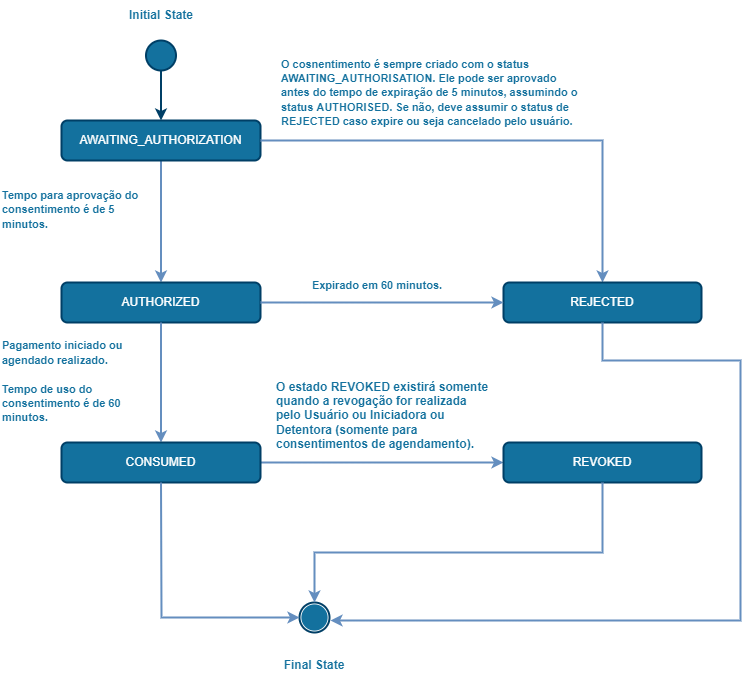 Initial State
O cosnentimento é sempre criado com o status
AWAITING_AUTHORISATION. Ele pode ser aprovado
antes do tempo de expiração de 5 minutos, assumindo o
status AUTHORISED. Se não, deve assumir o status de
REJECTED caso expire ou seja cancelado pelo usuário.
AWAITING_AUTHORIZATION
Tempo para aprovação do
consentimento é de 5
minutos.
AUTHORIZED
Expirado em 60 minutos.
REJECTED
Pagamento iniciado ou
agendado realizado.
Tempo de uso do
consentimento é de 60
minutos.
O estado REVOKED existirá somente
quando a revogação for realizada
pelo Usuário ou Iniciadora ou
Detentora (somente para
consentimentos de agendamento).
CONSUMED
REVOKED
Final State